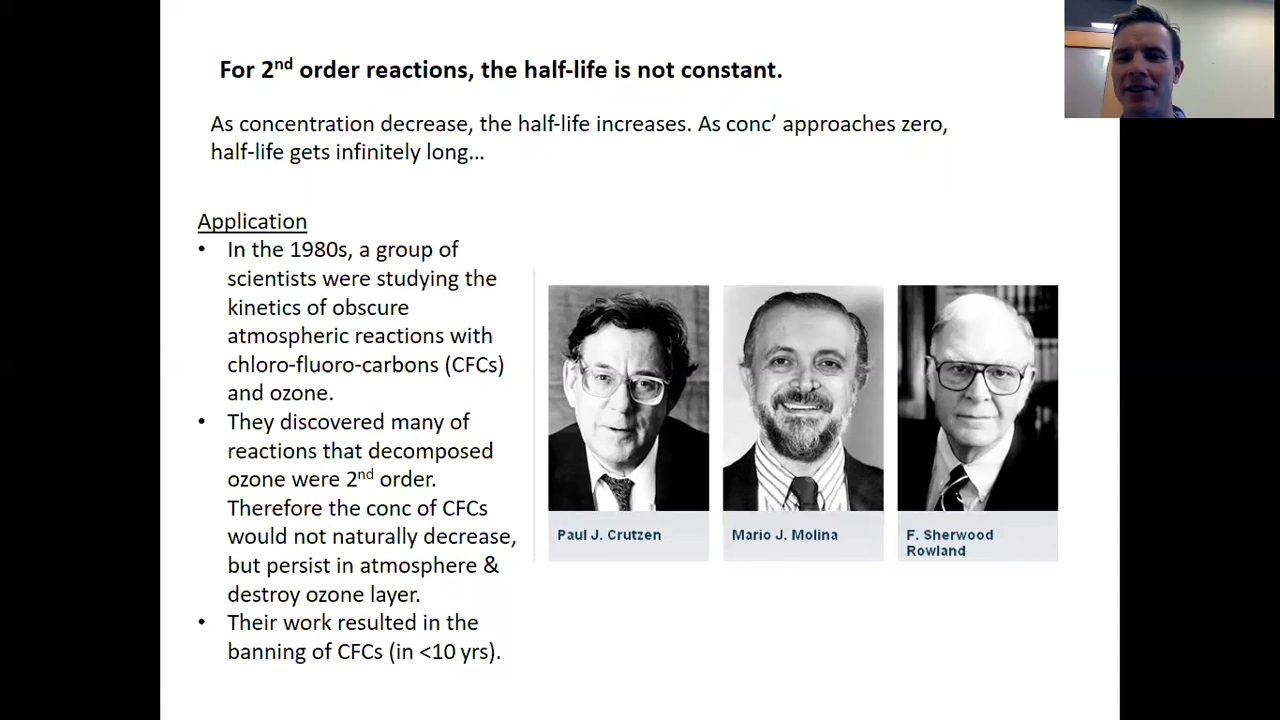 For 2nd order reactions, the half-life is not constant.
As concentration decrease, the half-life increases. As conc’ approaches zero,
half-life gets infinitely long…
Application
• In the 1980s, a group of
scientists were studying the
kinetics of obscure
atmospheric reactions with
chloro-fluoro-carbons (CFCs)
and ozone.
• They discovered many of
reactions that decomposed
ozone were 2nd order.
Therefore the conc of CFCs
would not naturally decrease,
but persist in atmosphere &
destroy ozone layer.
• Their work resulted in the
banning of CFCs (in <10 yrs).
Paul J. Crutzen
Mario J. Molina
F. Sherwood
Rowland